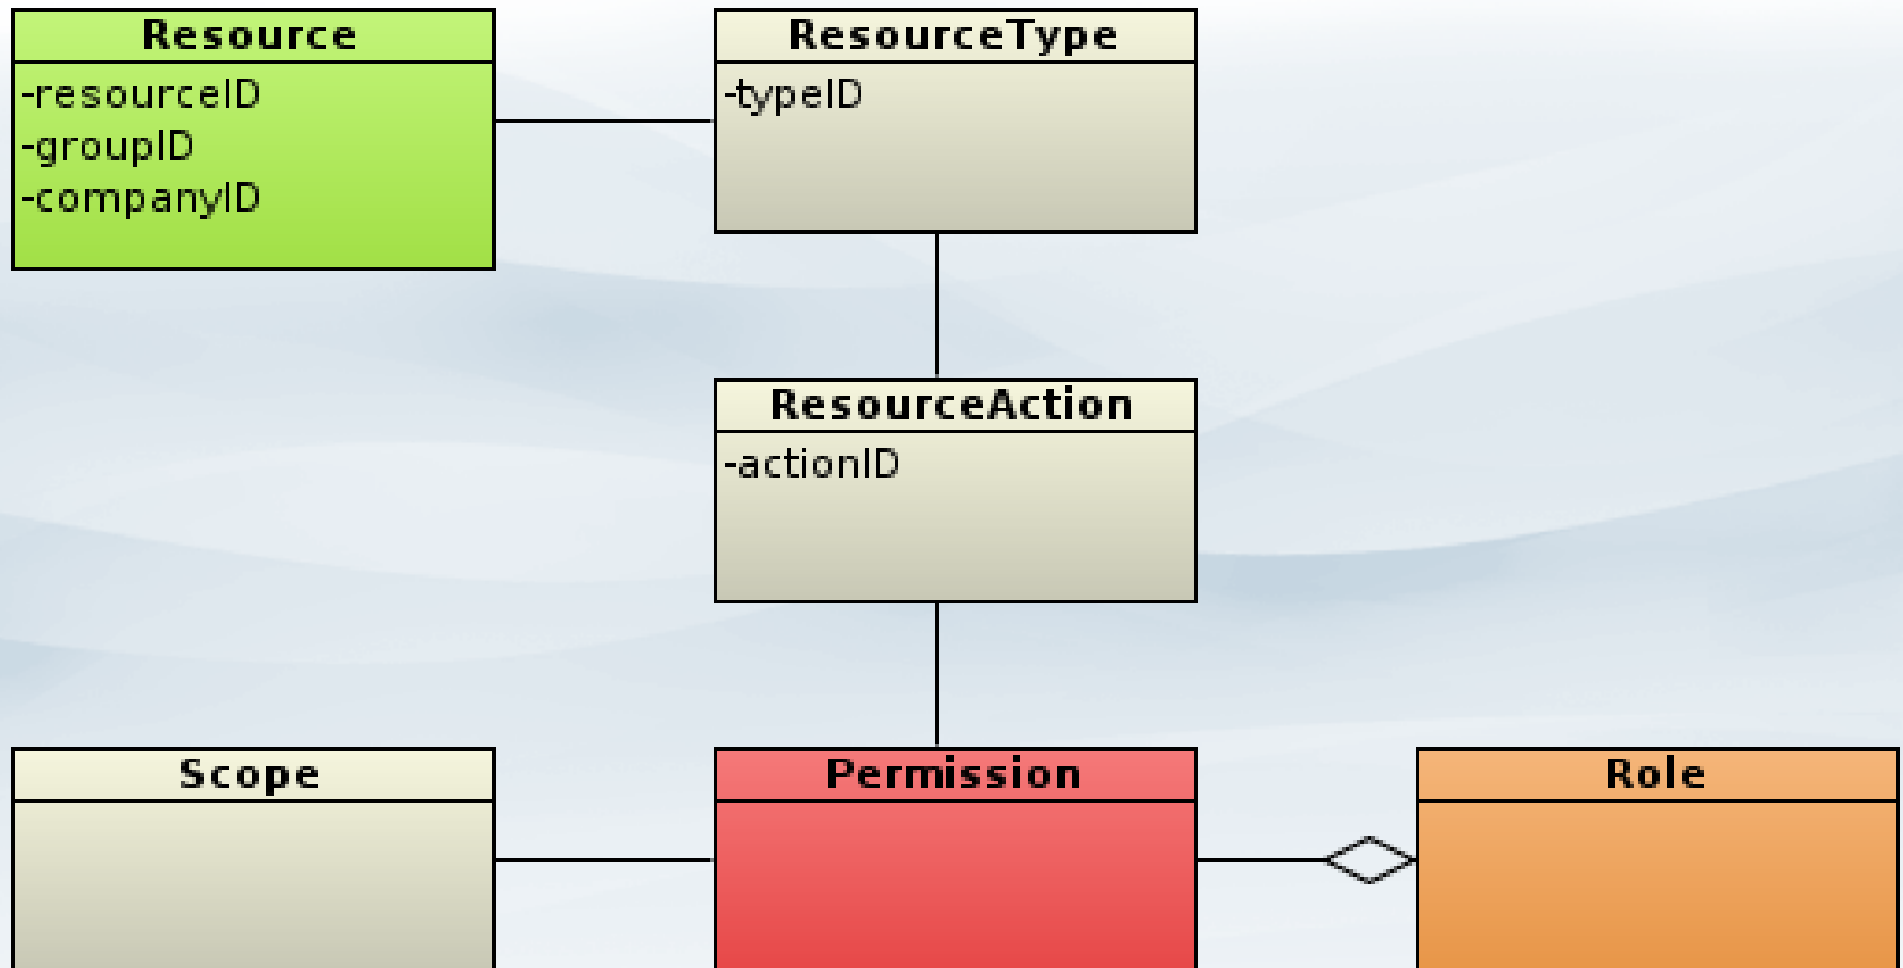 Resource
-resourceID
-groupID
-companyID
ResourceType
-typeID
ResourceAction
-actionID
Scope
Permission
Role